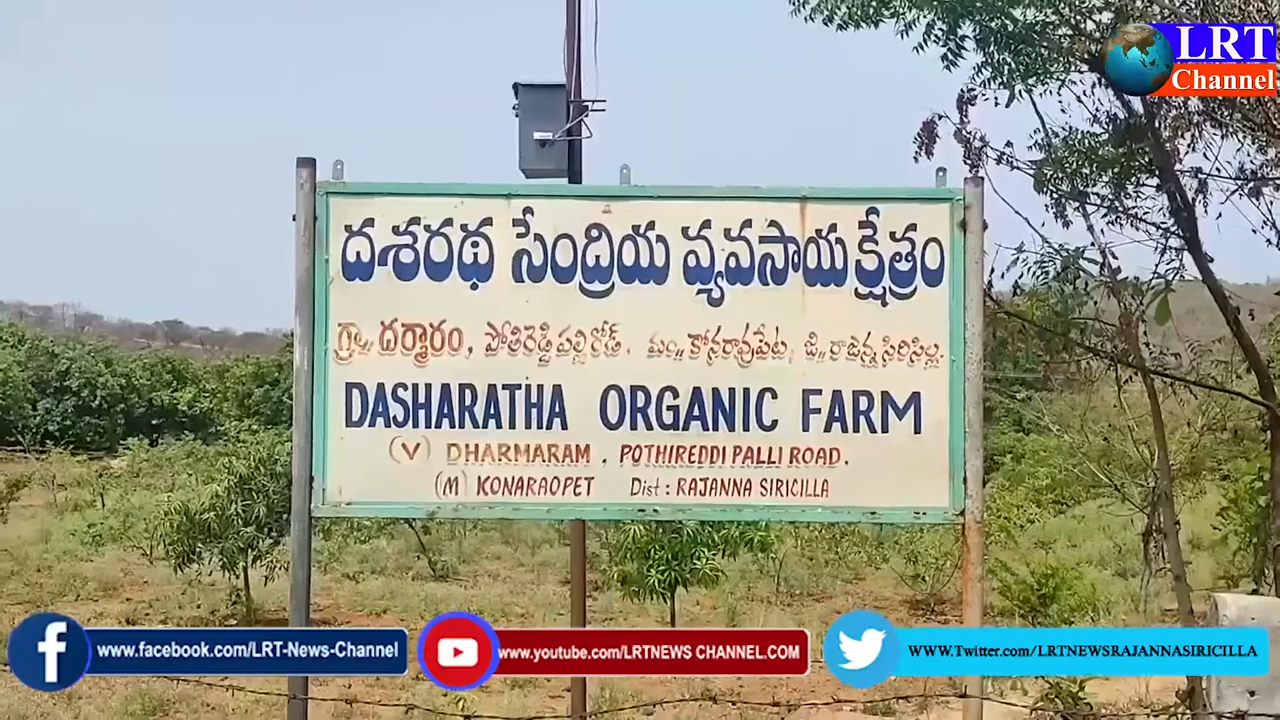 LRT
Channel
దశరథ సేంద్రియ వ్యవసాయ క్షేత్రం
గ్రా,, దర్మారం, పోతిరెడ్డిపల్లి రోడ్. మం,, కోనరావుపేట, జి,, రాజన్న సిరిసిల్ల.
DASHARATHA ORGANIC FARM
(V) DHARMARAM , POTHIREDDI PALLI ROAD.
(M) KONARAOPET Dist : RAJANNA SIRICILLA
www.facebook.com/LRT-News-Channel
www.youtube.com/LRTNEWS CHANNEL.COM
WWW.Twitter.com/LRTNEWSRAJANNASIRICILLA